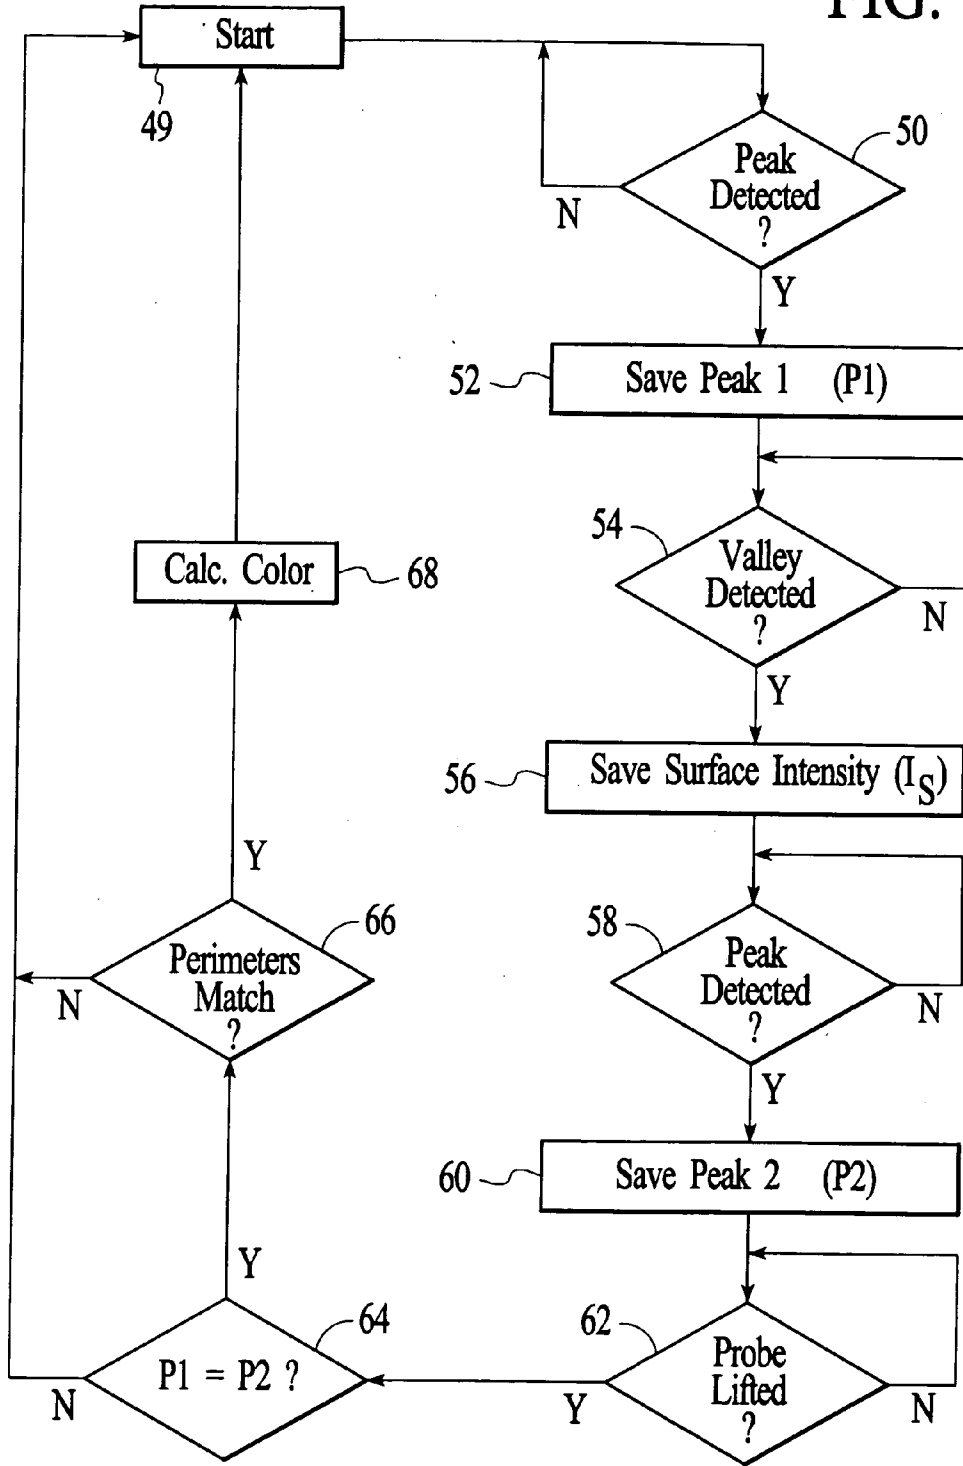 FIG.
Start
49
50
Peak
Detected
?
N
Y
52
Save Peak 1 (P1)
54
Valley
Detected
?
N
Y
56
Save Surface Intensity (IS)
58
Peak
Detected
?
N
Y
60
Save Peak 2 (P2)
62
Probe
Lifted
?
N
Y
64
P1 = P2 ?
N
Y
66
Perimeters
Match
?
N
Y
Calc. Color
68